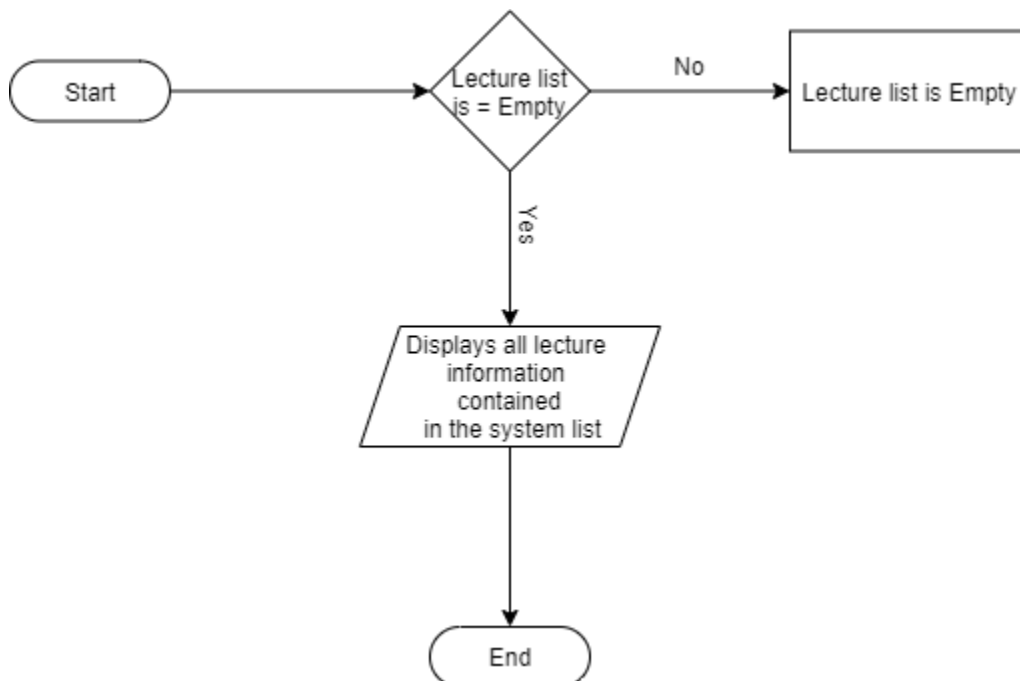 Start
Lecture list
is = Empty
No
Lecture list is Empty
Yes
Displays all lecture
information
contained
in the system list
End